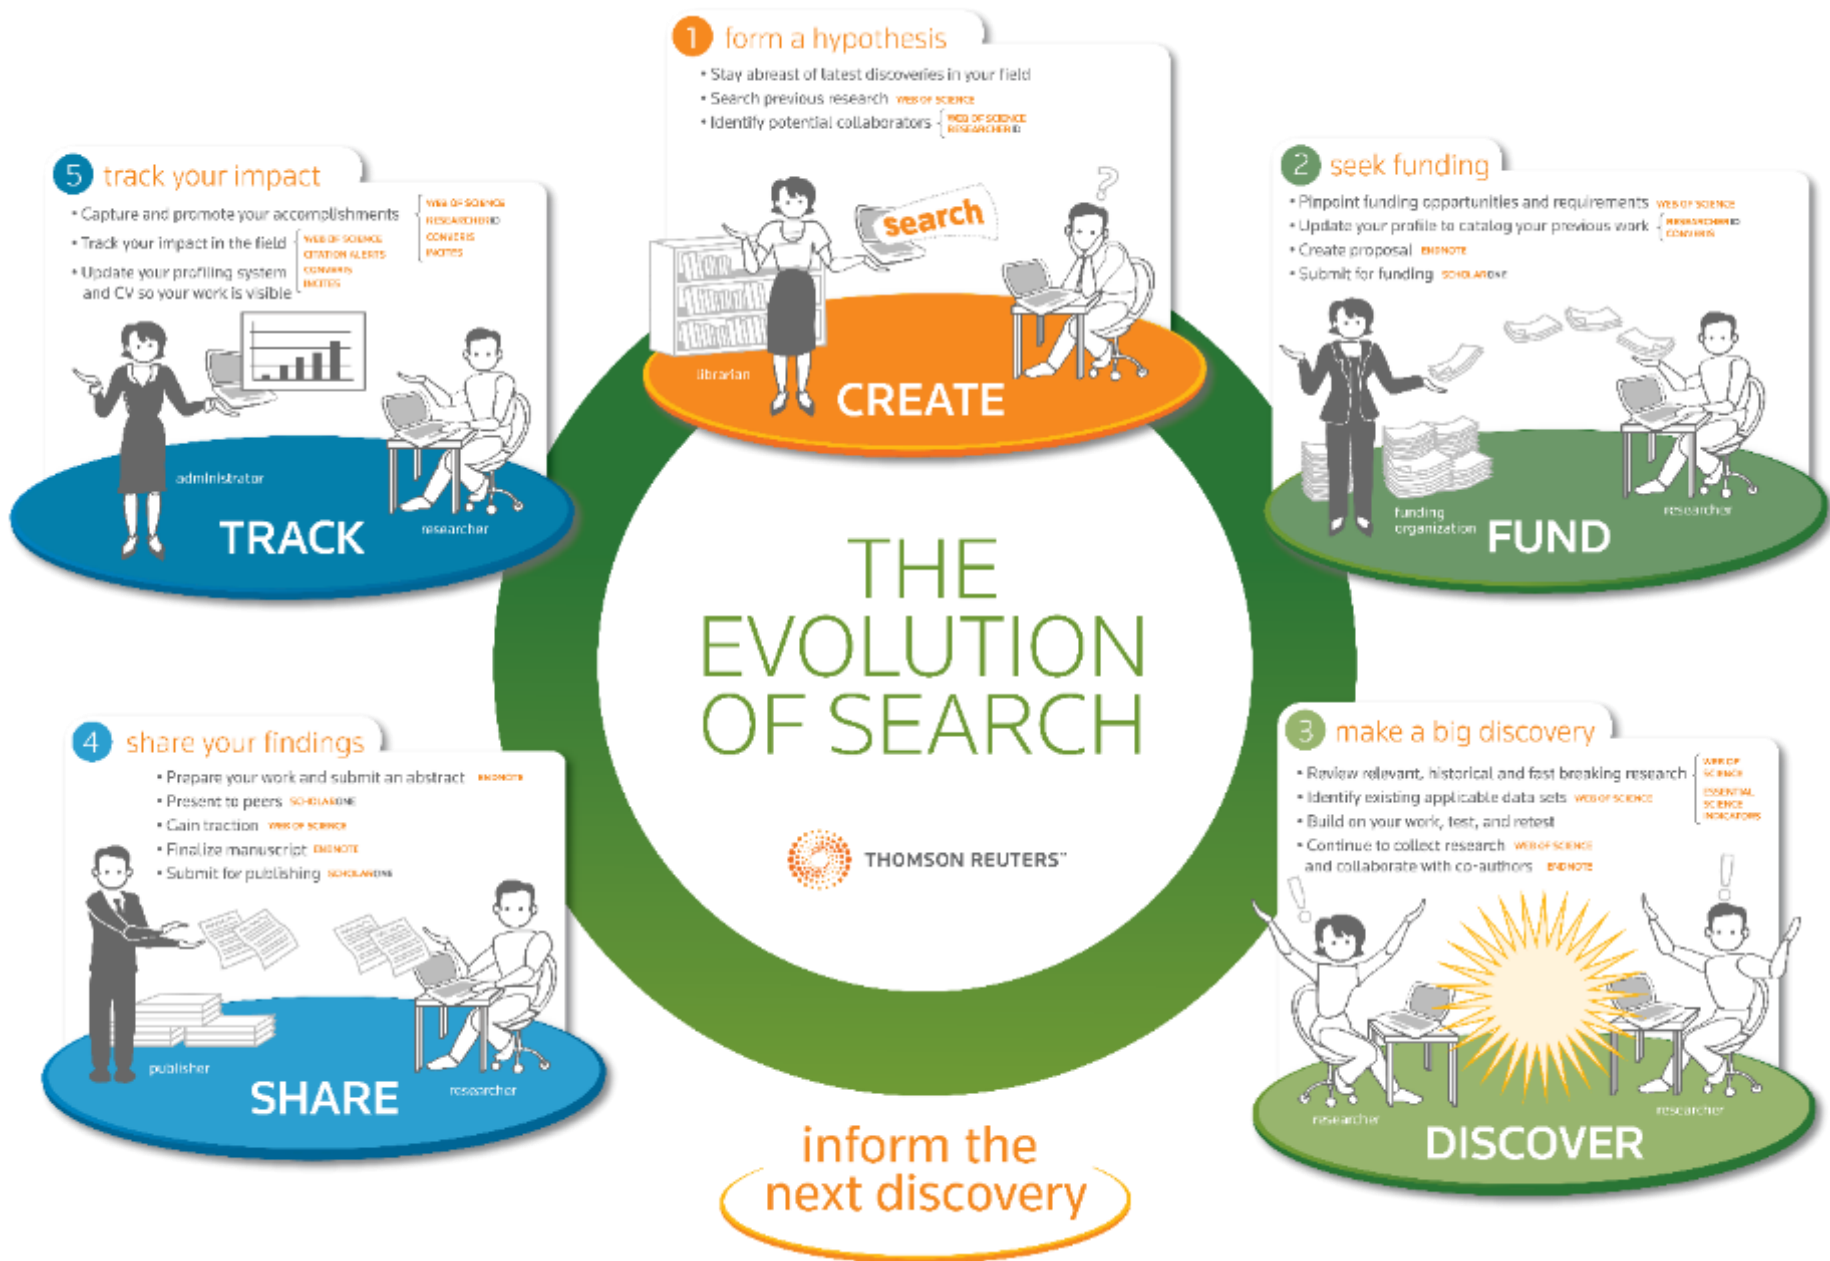 1 form a hypothesis
• Stay abreast of latest discoveries in your field
• Search previous research WEB OF SCIENCE
• Identify potential collaborators WEB OF SCIENCE
RESEARCHERID
search
librarian
CREATE
2 seek funding
• Pinpoint funding opportunities and requirements WEB OF SCIENCE
• Update your profile to catalog your previous work RESEARCHERID
CONVERIS
• Create proposal ENDNOTE
• Submit for funding SCHOLARONE
funding
organization
researcher
FUND
3 make a big discovery
• Review relevant, historical and fast breaking research WEB OF
SCIENCE
ESSENTIAL
SCIENCE
INDICATORS
• Identify existing applicable data sets WEB OF SCIENCE
• Build on your work, test, and retest
• Continue to collect research WEB OF SCIENCE
and collaborate with co-authors ENDNOTE
!
!
researcher
researcher
DISCOVER
4 share your findings
• Prepare your work and submit an abstract ENDNOTE
• Present to peers SCHOLARONE
• Gain traction WEB OF SCIENCE
• Finalize manuscript ENDNOTE
• Submit for publishing SCHOLARONE
publisher
researcher
SHARE
5 track your impact
• Capture and promote your accomplishments WEB OF SCIENCE
RESEARCHERID
CONVERIS
INCITES
• Track your impact in the field WEB OF SCIENCE
CITATION ALERTS
• Update your profiling system CONVERIS
and CV so your work is visible INCITES
administrator
researcher
TRACK
?
THE
EVOLUTION
OF SEARCH
THOMSON REUTERS™
inform the
next discovery